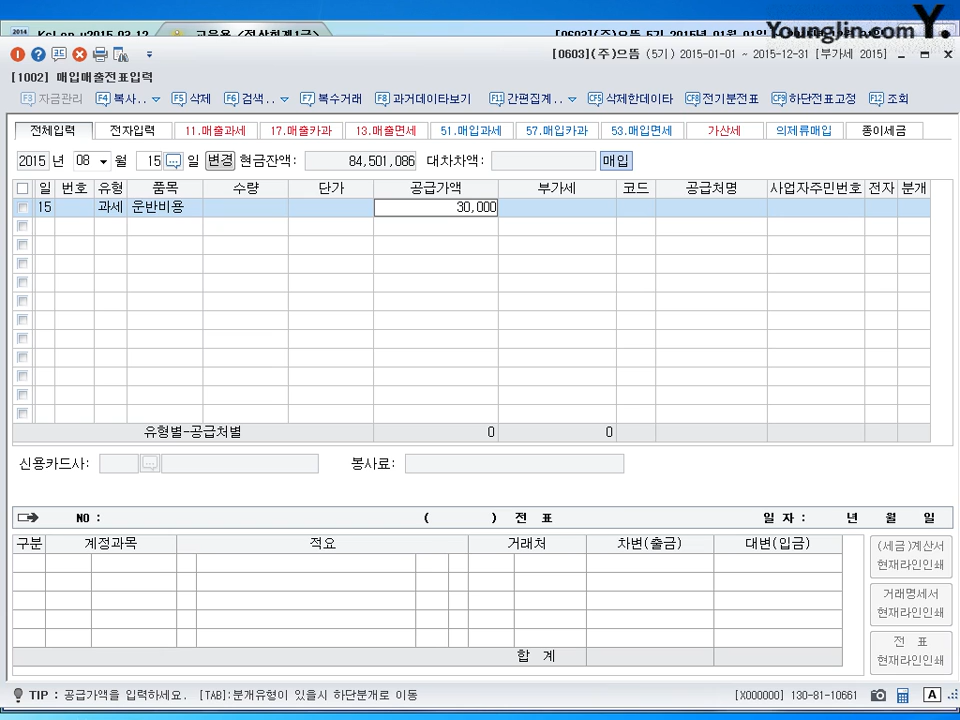 Younglin.com Y.
2014 KcLep u2015.03.12 교육용 <전산회계1급>
[0603](주)으뜸 (5기) 2015-01-01 ~ 2015-12-31 [부가세 2015]
[1002] 매입매출전표입력
F3 자금관리 F4 복사.. F5 삭제 F6 검색.. F7 복수거래 F8 과거데이타보기 F11 간편집계.. CF5 삭제한데이타 CF8 전기분전표 CF9 하단전표고정 F12 조회
전체입력 전자입력 11.매출과세 17.매출카과 13.매출면세 51.매입과세 57.매입카과 53.매입면세 가산세 의제류매입 종이세금
2015 년 08 월 15 일 변경 현금잔액: 84,501,086 대차차액: 매입
일 번호 유형 품목 수량 단가 공급가액 부가세 코드 공급처명 사업자주민번호 전자 분개
15 과세 운반비용 30,000
유형별-공급처별 0 0
신용카드사: 봉사료:
NO : ( ) 전 표 일 자 : 년 월 일
구분 계정과목 적요 거래처 차변(출금) 대변(입금)
(세금)계산서
현재라인인쇄
거래명세서
현재라인인쇄
전 표
현재라인인쇄
합 계
TIP : 공급가액을 입력하세요. [TAB]:분개유형이 있을시 하단분개로 이동 [X000000] 130-81-10661 A